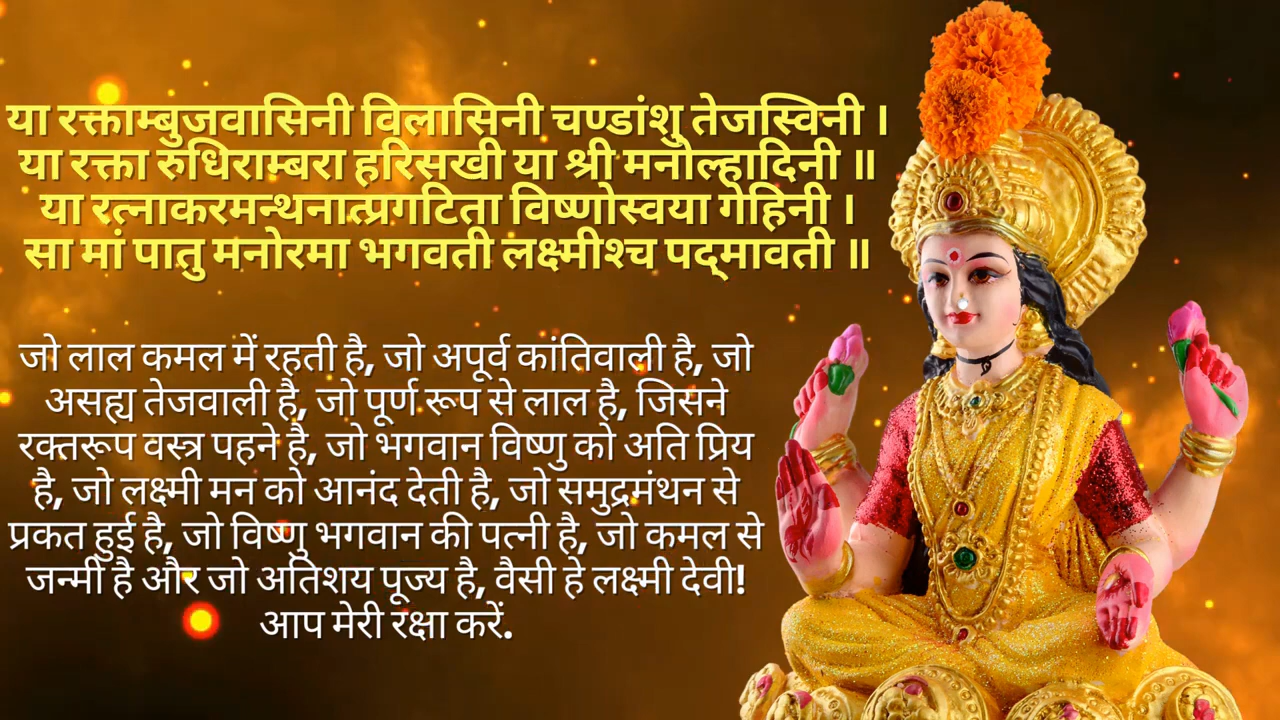 या रक्ताम्बुजवासिनी विलासिनी चण्डांशु तेजस्विनी ।
या रक्ता रुधिराम्बरा हरिसखी या श्री मनोल्हादिनी ॥
या रत्नाकरमन्थनात्प्रगटिता विष्णोस्वया गेहिनी ।
सा मां पातु मनोरमा भगवती लक्ष्मीश्च पद्मावती ॥
जो लाल कमल में रहती है, जो अपूर्व कांतिवाली है, जो
असह्य तेजवाली है, जो पूर्ण रूप से लाल है, जिसने
रक्तरूप वस्त्र पहने है, जो भगवान विष्णु को अति प्रिय
है, जो लक्ष्मी मन को आनंद देती है, जो समुद्रमंथन से
प्रकत हुई है, जो विष्णु भगवान की पत्नी है, जो कमल से
जन्मी है और जो अतिशय पूज्य है, वैसी हे लक्ष्मी देवी!
आप मेरी रक्षा करें.